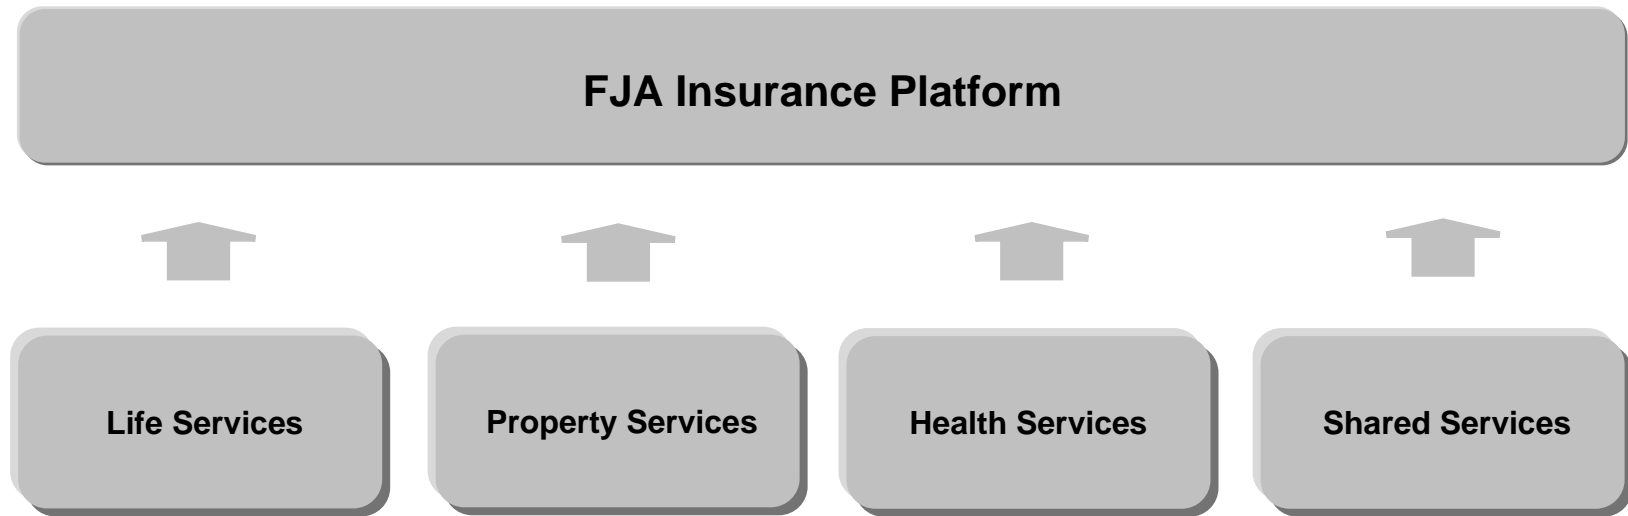 FJA Insurance Platform
Life Services
Property Services
Health Services
Shared Services